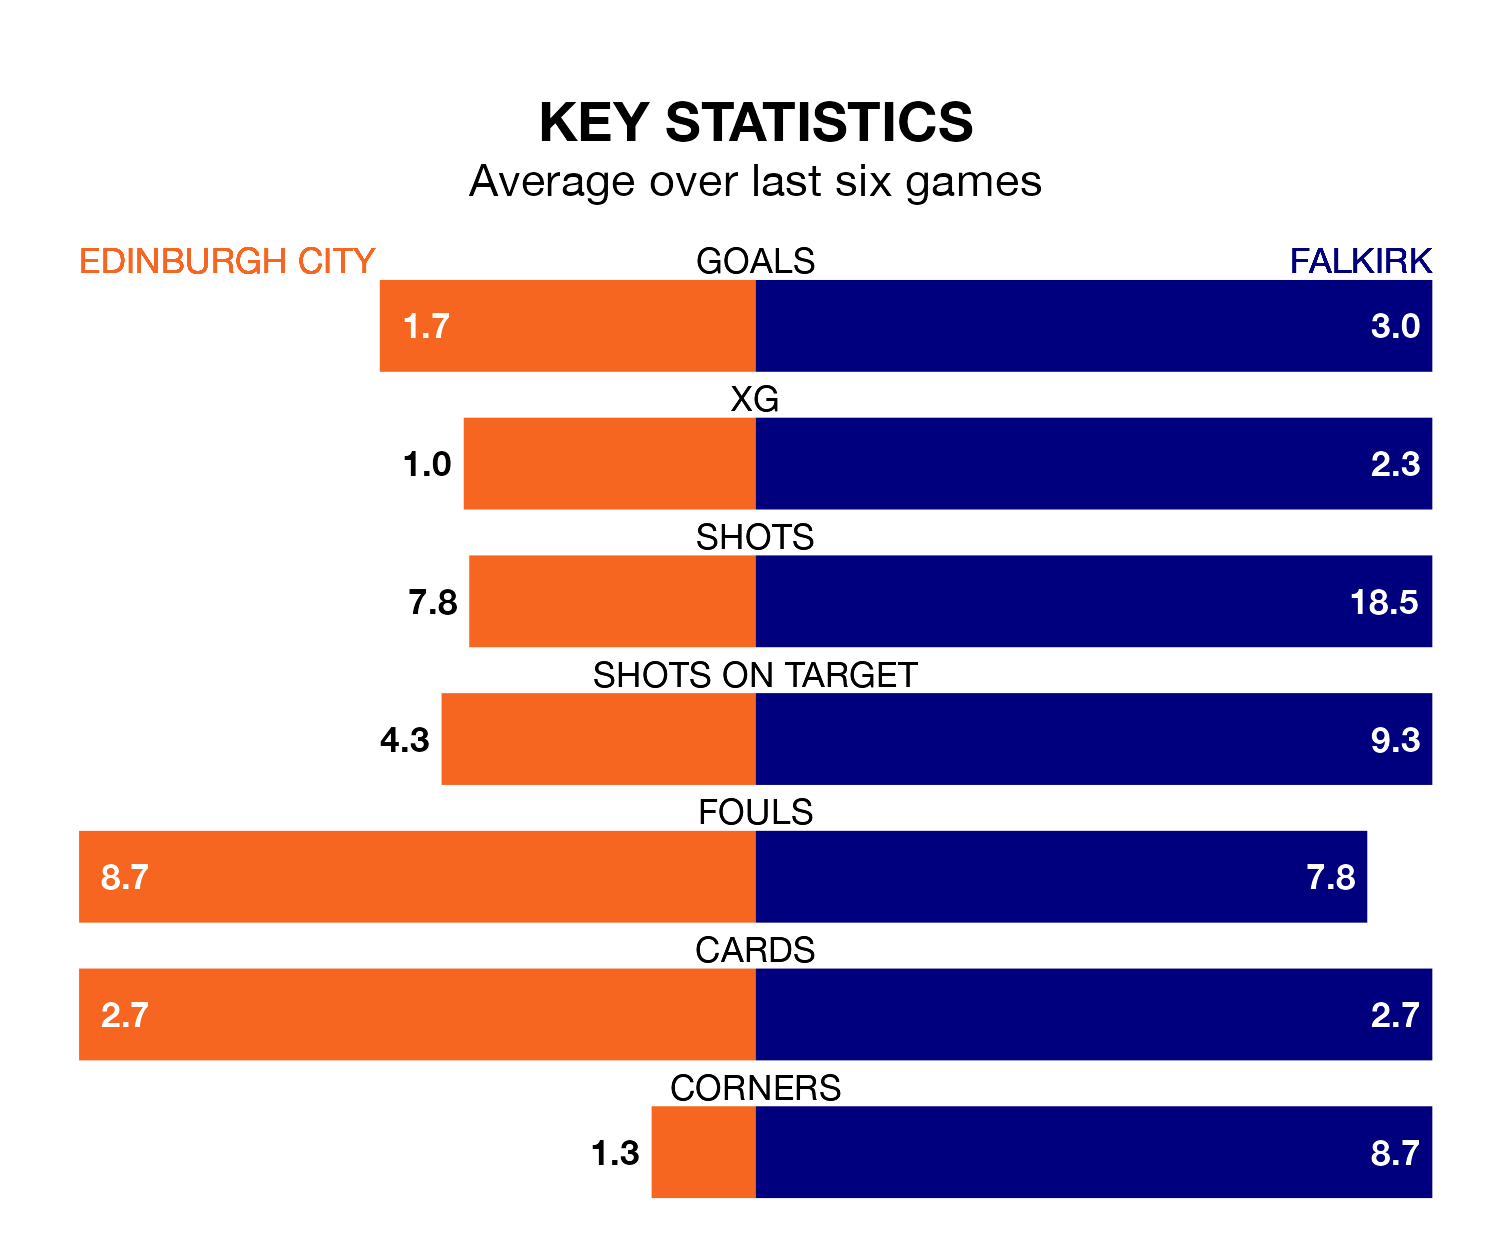 KEY STATISTICS
Average over last six games
EDINBURGH CITY GOALS FALKIRK
1.7 3.0
XG
1.0 2.3
SHOTS
7.8 18.5
SHOTS ON TARGET
4.3 9.3
FOULS
8.7 7.8
CARDS
2.7 2.7
CORNERS
1.3 8.7